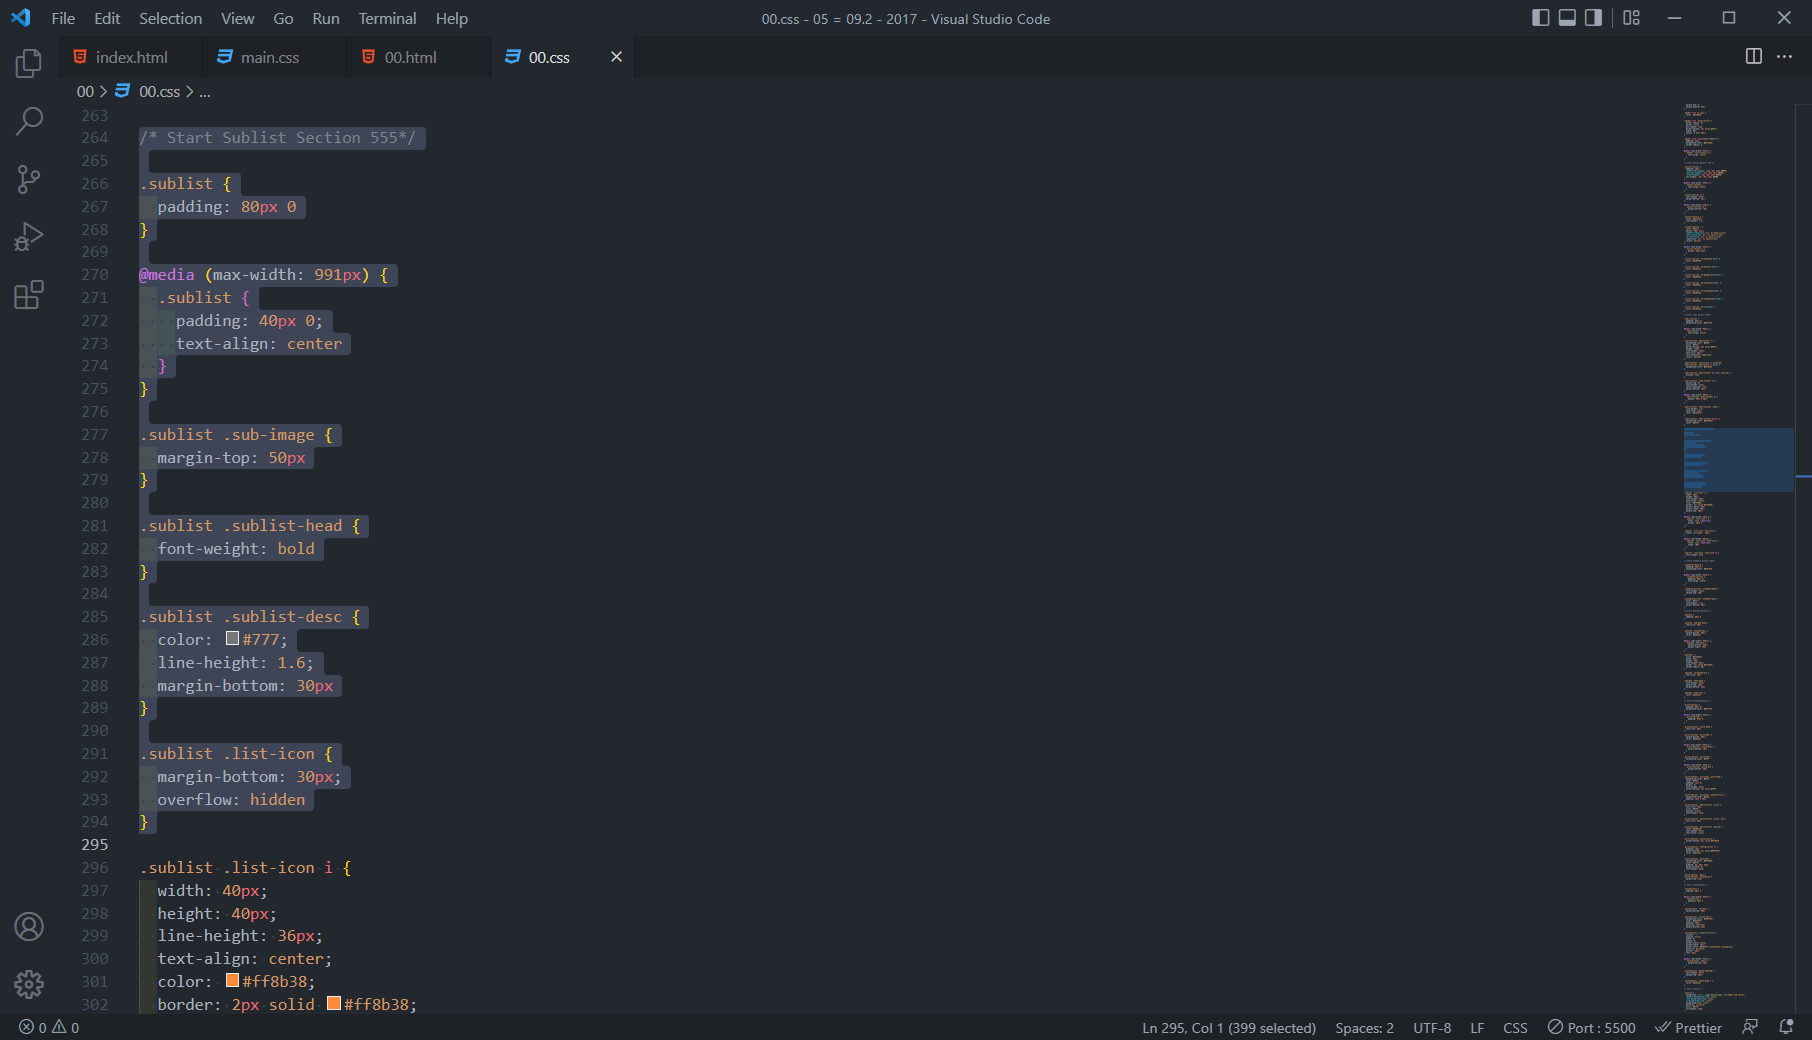 File Edit Selection View Go Run Terminal Help 00.css - 05 = 09.2 - 2017 - Visual Studio Code
index.html main.css 00.html 00.css
00 > 00.css > ...
263
264 /* Start Sublist Section 555*/
265
266 .sublist {
267 padding: 80px 0
268 }
269
270 @media (max-width: 991px) {
271 .sublist {
272 padding: 40px 0;
273 text-align: center
274 }
275 }
276
277 .sublist .sub-image {
278 margin-top: 50px
279 }
280
281 .sublist .sublist-head {
282 font-weight: bold
283 }
284
285 .sublist .sublist-desc {
286 color: #777;
287 line-height: 1.6;
288 margin-bottom: 30px
289 }
290
291 .sublist .list-icon {
292 margin-bottom: 30px;
293 overflow: hidden
294 }
295
296 .sublist .list-icon i {
297 width: 40px;
298 height: 40px;
299 line-height: 36px;
300 text-align: center;
301 color: #ff8b38;
302 border: 2px solid #ff8b38;
0 0 Ln 295, Col 1 (399 selected) Spaces: 2 UTF-8 LF CSS Port : 5500 Prettier